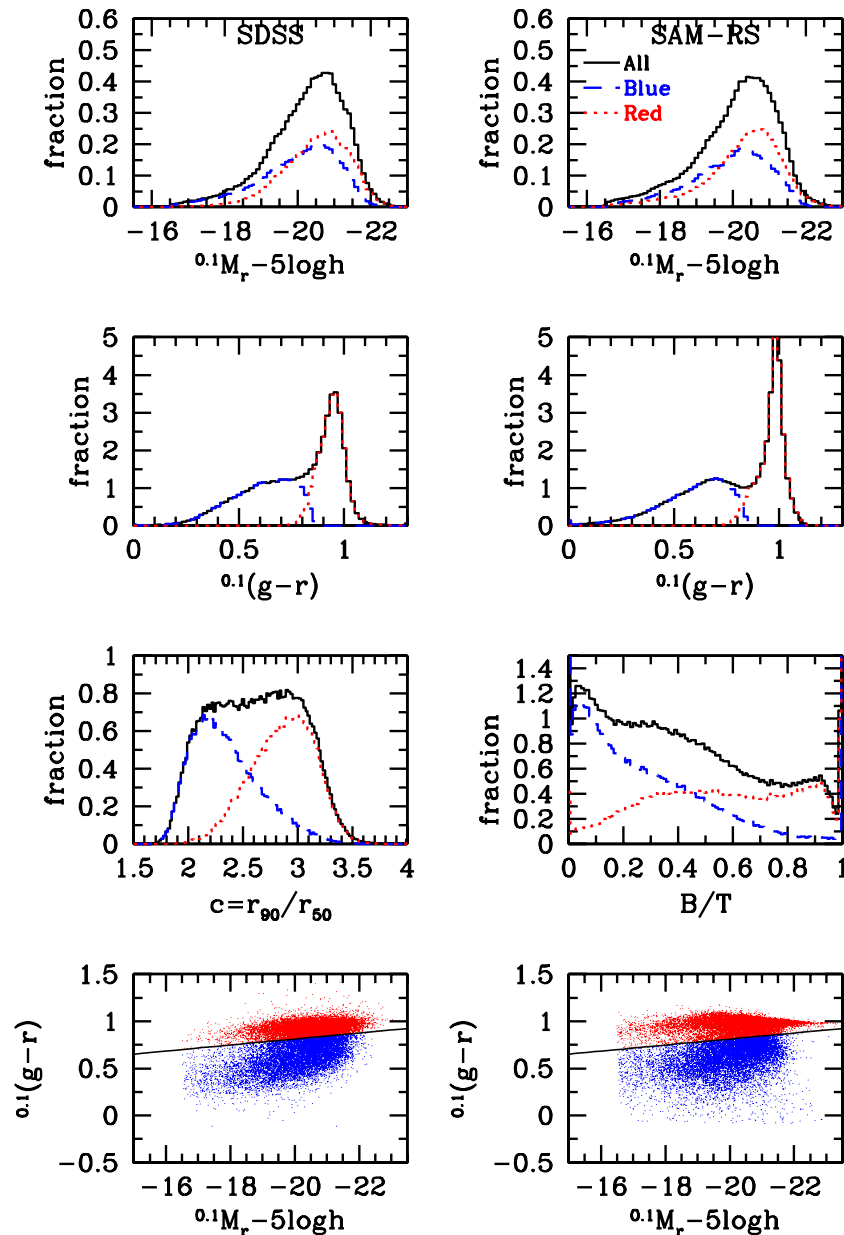 SDSS
SAM-RS
All
Blue
Red
0.6
0.5
0.4
0.3
0.2
0.1
0
fraction
-16 -18 -20 -22
0.1Mr-5logh
0.6
0.5
0.4
0.3
0.2
0.1
0
fraction
-16 -18 -20 -22
0.1Mr-5logh
5
4
3
2
1
0
fraction
0 0.5 1
0.1(g-r)
5
4
3
2
1
0
fraction
0 0.5 1
0.1(g-r)
1
0.8
0.6
0.4
0.2
0
fraction
1.5 2 2.5 3 3.5 4
c=r90/r50
1.4
1.2
1
0.8
0.6
0.4
0.2
0
fraction
0 0.2 0.4 0.6 0.8 1
B/T
1.5
1
0.5
0
-0.5
0.1(g-r)
-16 -18 -20 -22
0.1Mr-5logh
1.5
1
0.5
0
-0.5
0.1(g-r)
-16 -18 -20 -22
0.1Mr-5logh